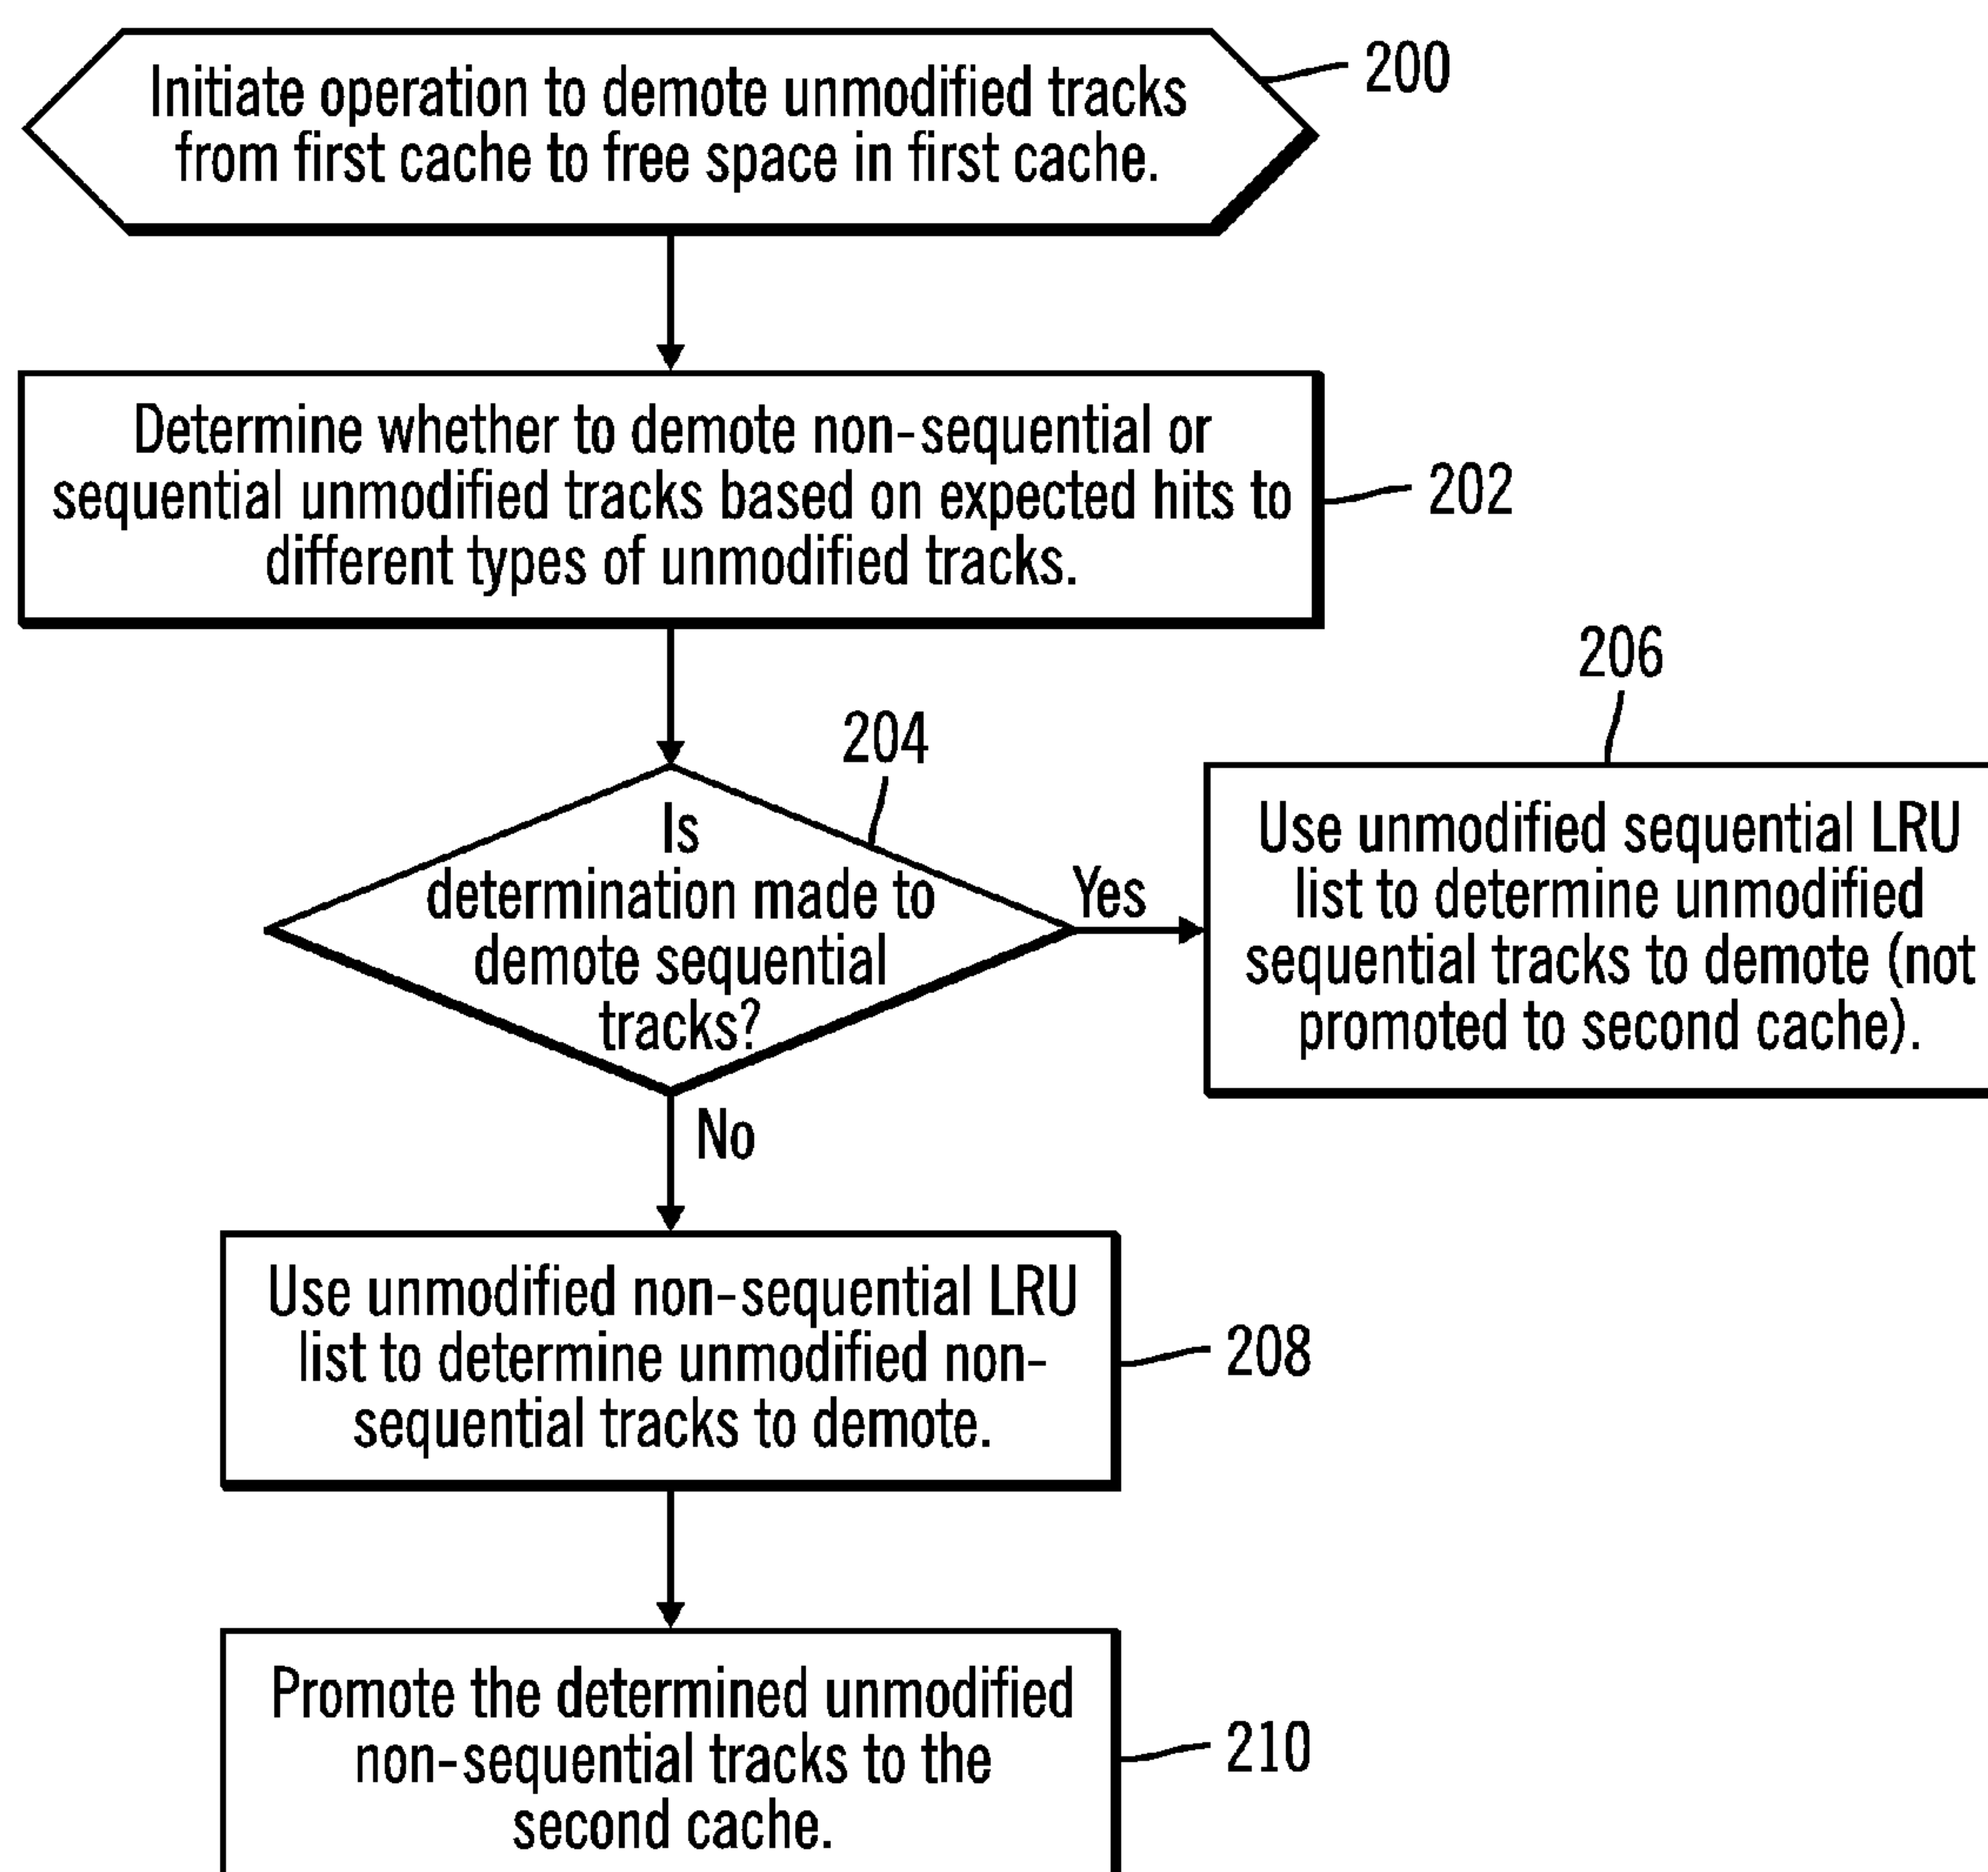 Initiate operation to demote unmodified tracks
from first cache to free space in first cache.
200
Determine whether to demote non-sequential or
sequential unmodified tracks based on expected hits to
different types of unmodified tracks.
202
204
Is
determination made to
demote sequential
tracks?
Yes
206
Use unmodified sequential LRU
list to determine unmodified
sequential tracks to demote (not
promoted to second cache).
No
Use unmodified non-sequential LRU
list to determine unmodified non-
sequential tracks to demote.
208
Promote the determined unmodified
non-sequential tracks to the
second cache.
210